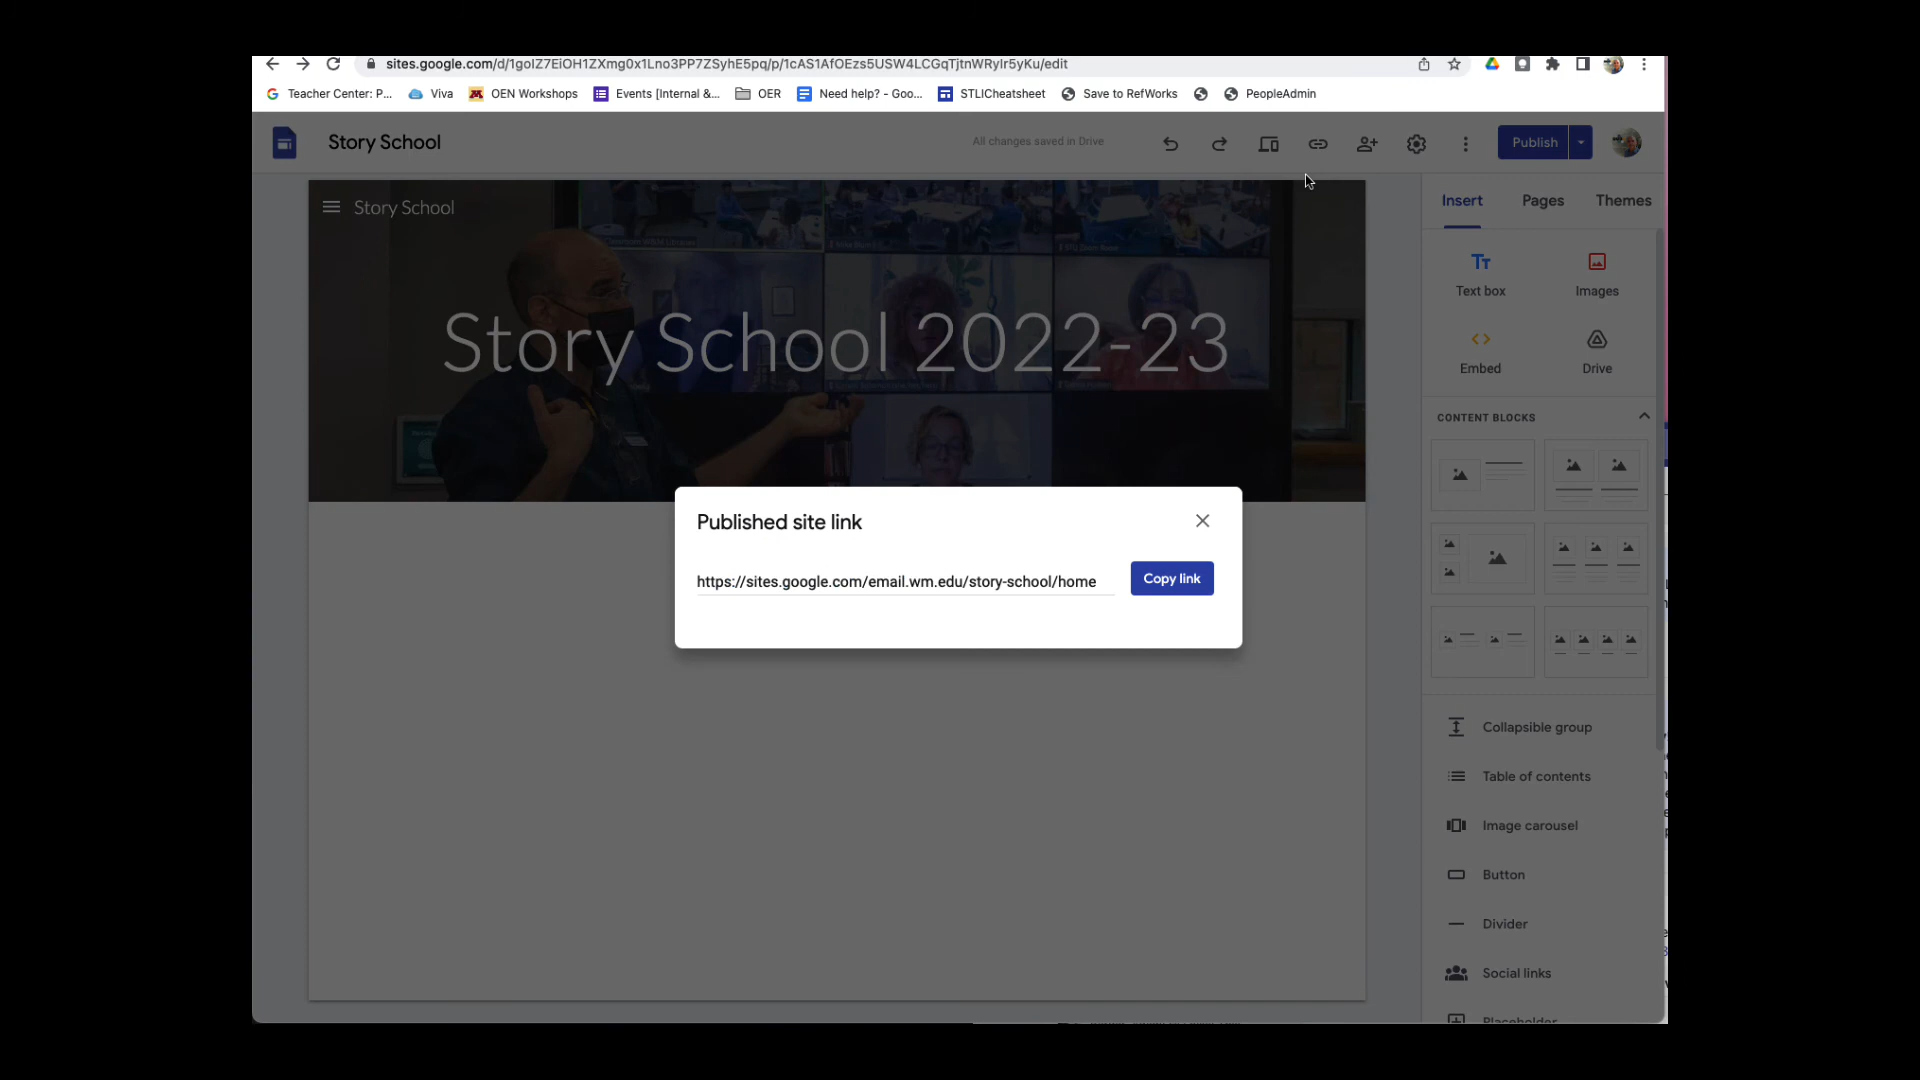 sites.google.com/d/1goIZ7EiOH1ZXmg0x1Lno3PP7ZSyhE5pq/p/1cAS1AfOEzs5USW4LCGqTjtnWRyIr5yKu/edit
Teacher Center: P... Viva OEN Workshops Events [Internal &... OER Need help? - Goo... STLICheatsheet Save to RefWorks PeopleAdmin
Story School All changes saved in Drive Publish
Story School
Insert Pages Themes
Text box Images
Story School 2022-23
Embed Drive
CONTENT BLOCKS
Published site link
https://sites.google.com/email.wm.edu/story-school/home Copy link
Collapsible group
Table of contents
Image carousel
Button
Divider
Social links
Placeholder